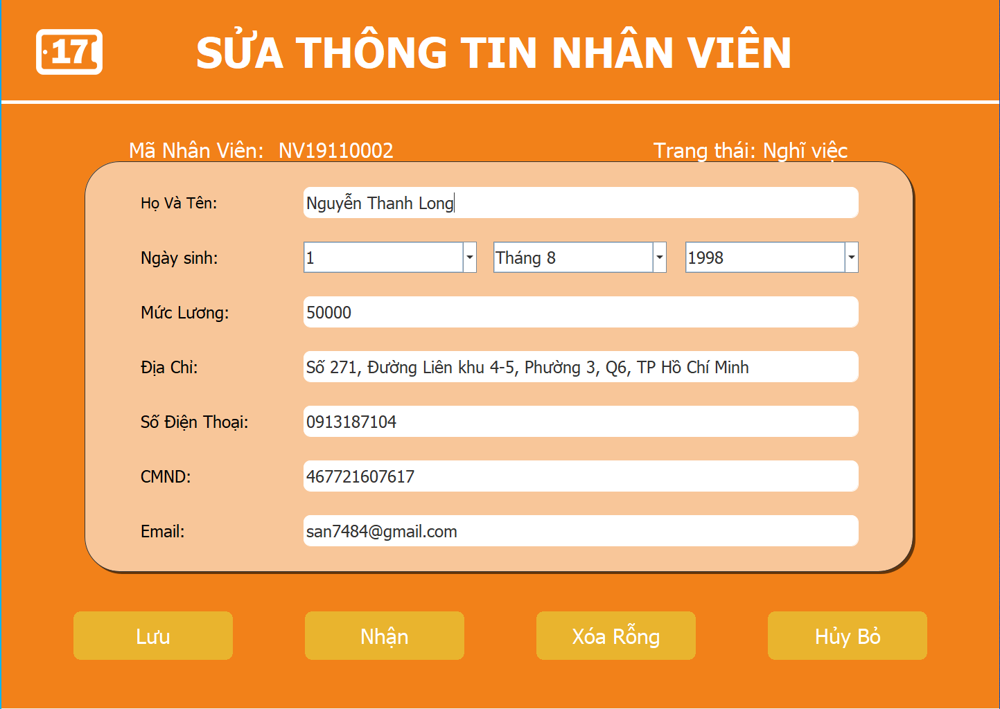 17
SỬA THÔNG TIN NHÂN VIÊN
Mã Nhân Viên: NV19110002
Trang thái: Nghĩ việc
Họ Và Tên: Nguyễn Thanh Long
Ngày sinh: 1 Tháng 8 1998
Mức Lương: 50000
Địa Chỉ: Số 271, Đường Liên khu 4-5, Phường 3, Q6, TP Hồ Chí Minh
Số Điện Thoại: 0913187104
CMND: 467721607617
Email: san7484@gmail.com
Lưu Nhận Xóa Rỗng Hủy Bỏ